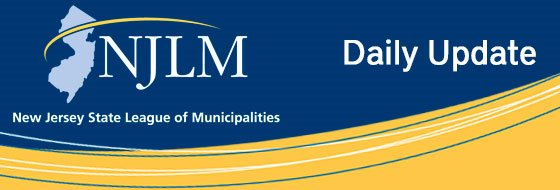 NJLM
Daily Update
New Jersey State League of Municipalities